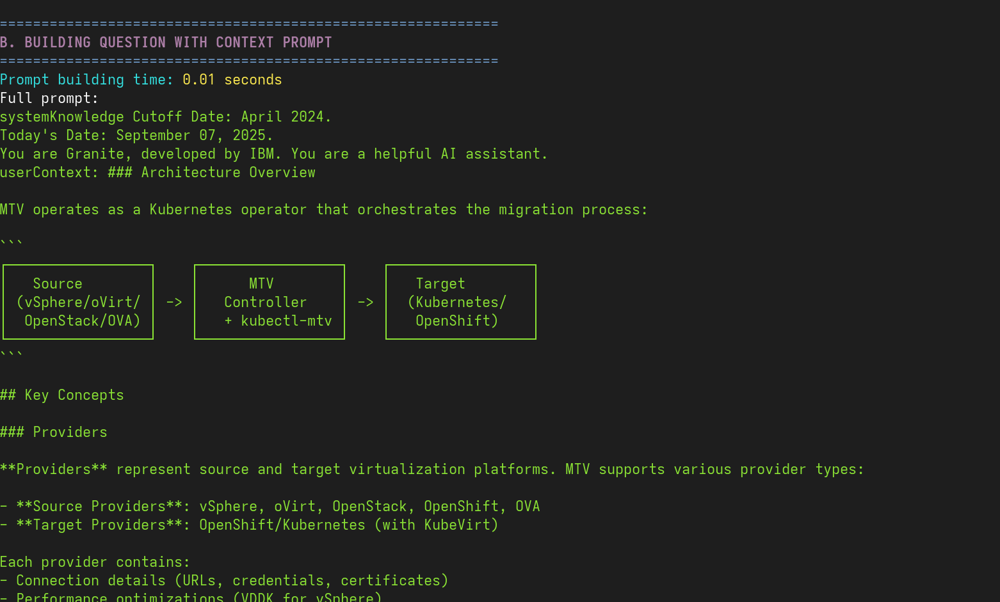 ============================================================
B. BUILDING QUESTION WITH CONTEXT PROMPT
============================================================
Prompt building time: 0.01 seconds
Full prompt:
systemKnowledge Cutoff Date: April 2024.
Today's Date: September 07, 2025.
You are Granite, developed by IBM. You are a helpful AI assistant.
userContext: ### Architecture Overview
MTV operates as a Kubernetes operator that orchestrates the migration process:
```
Source MTV Target
(vSphere/oVirt/ -> Controller -> (Kubernetes/
OpenStack/OVA) + kubectl-mtv OpenShift)
```
## Key Concepts
### Providers
**Providers** represent source and target virtualization platforms. MTV supports various provider types:
- **Source Providers**: vSphere, oVirt, OpenStack, OpenShift, OVA
- **Target Providers**: OpenShift/Kubernetes (with KubeVirt)
Each provider contains:
- Connection details (URLs, credentials, certificates)
- Performance optimizations (VDDK for vSphere)